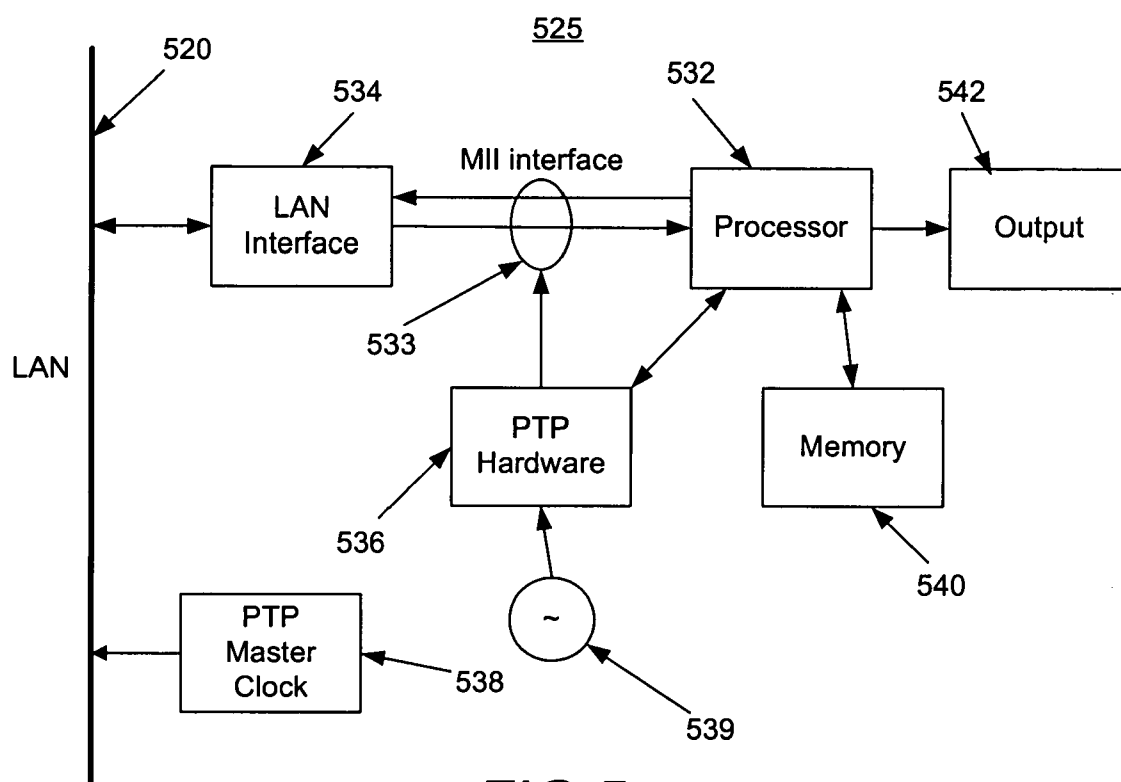 525
520
534
532
542
MII interface
LAN
Interface
Processor
Output
533
LAN
PTP
Hardware
Memory
536
540
PTP
Master
Clock
~
538
539